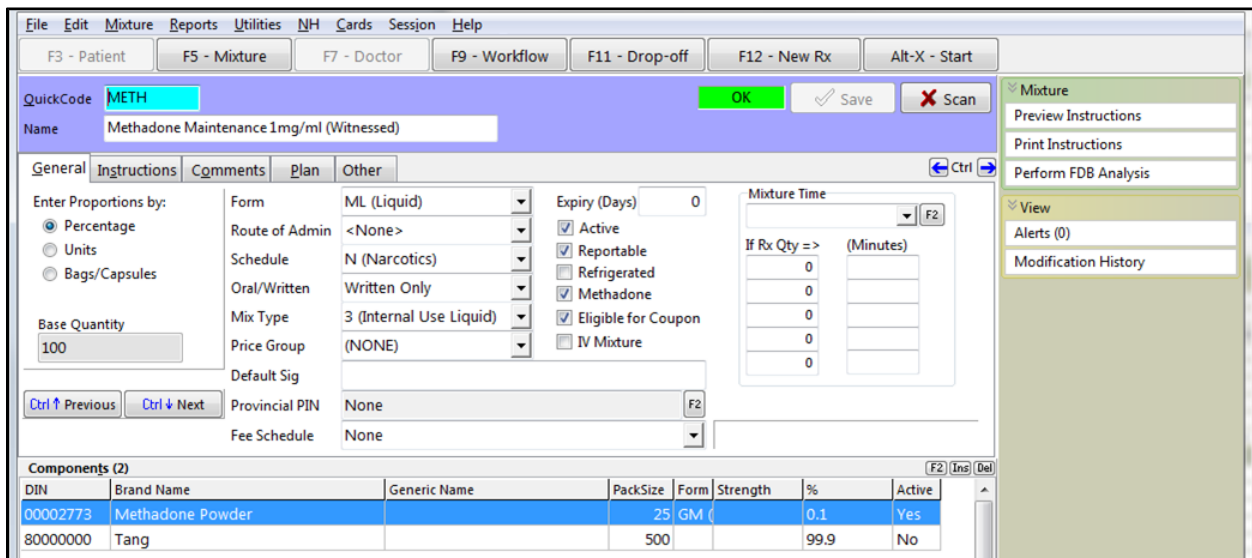 File Edit Mixture Reports Utilities NH Cards Session Help
F3 - Patient F5 - Mixture F7 - Doctor F9 - Workflow F11 - Drop-off F12 - New Rx Alt-X - Start
QuickCode METH OK Save Scan
Name Methadone Maintenance 1mg/ml (Witnessed)
Mixture
Preview Instructions
Print Instructions
Perform FDB Analysis
View
Alerts (0)
Modification History
General Instructions Comments Plan Other Ctrl
Enter Proportions by:
Percentage
Units
Bags/Capsules
Base Quantity
100
Ctrl ↑ Previous Ctrl ↓ Next
Form ML (Liquid)
Route of Admin <None>
Schedule N (Narcotics)
Oral/Written Written Only
Mix Type 3 (Internal Use Liquid)
Price Group (NONE)
Default Sig
Provincial PIN None F2
Fee Schedule None
Expiry (Days) 0
Active
Reportable
Refrigerated
Methadone
Eligible for Coupon
IV Mixture
Mixture Time
F2
If Rx Qty => (Minutes)
0
0
0
0
0
Components (2) F2 Ins Del
DIN Brand Name Generic Name PackSize Form Strength % Active
00002773 Methadone Powder 25 GM ( 0.1 Yes
80000000 Tang 500 99.9 No